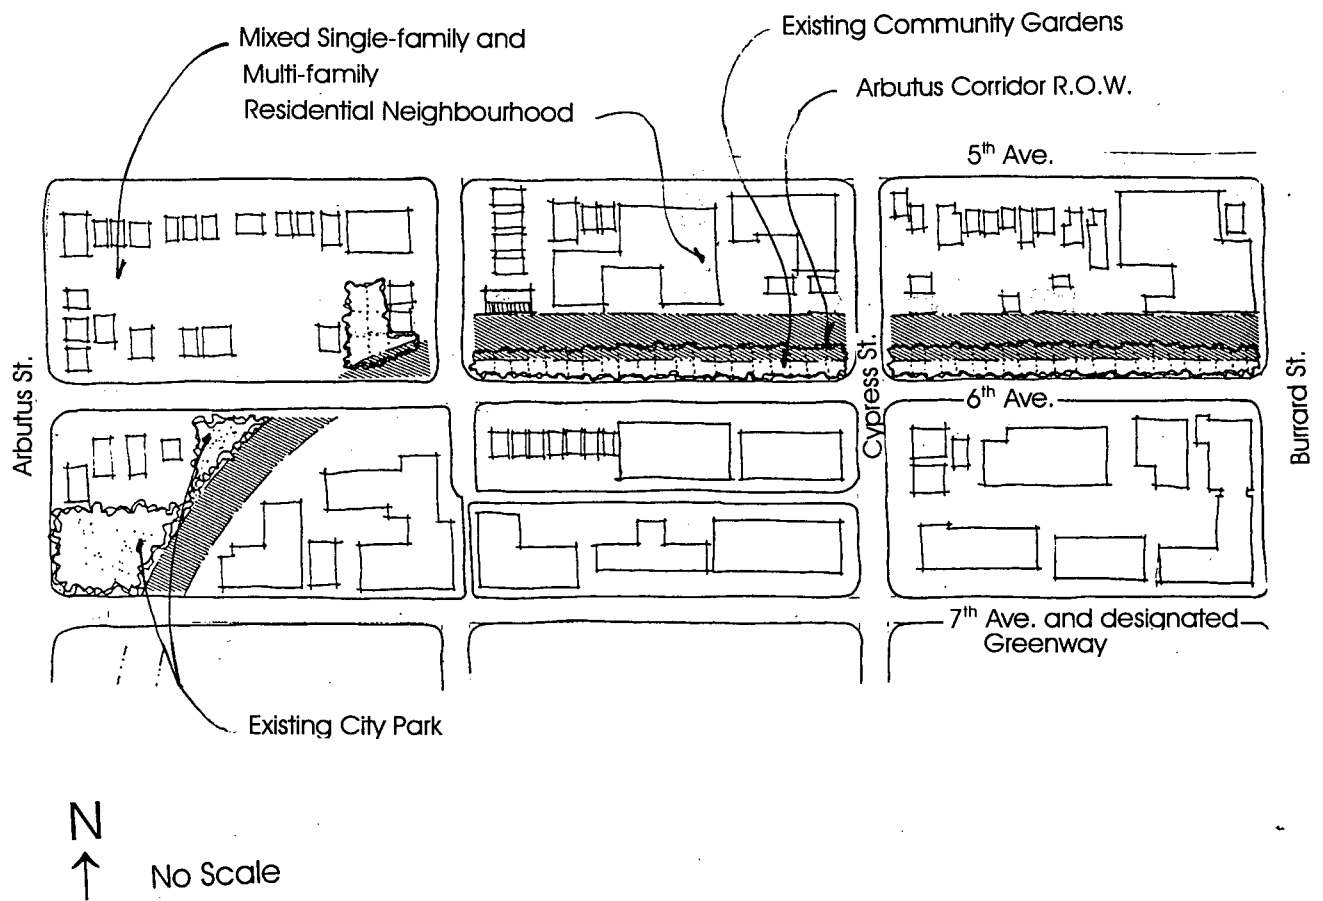 Mixed Single-family and
Multi-family
Residential Neighbourhood
Existing Community Gardens
Arbutus Corridor R.O.W.
5th Ave.
Arbutus St.
Cypress St.
Burrard St.
6th Ave.
7th Ave. and designated
Greenway
Existing City Park
N
No Scale